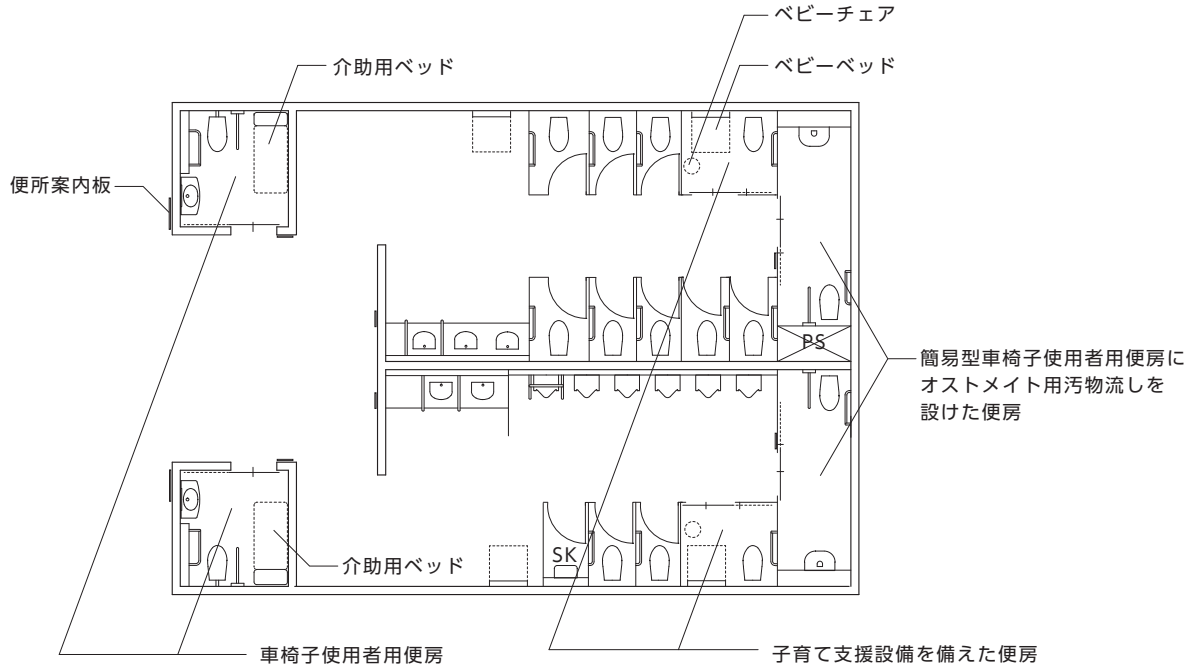 ベビーチェア
介助用ベッド
ベビーベッド
便所案内板
PS
簡易型車椅子使用者用便房に
オストメイト用汚物流しを
設けた便房
SK
介助用ベッド
車椅子使用者用便房
子育て支援設備を備えた便房